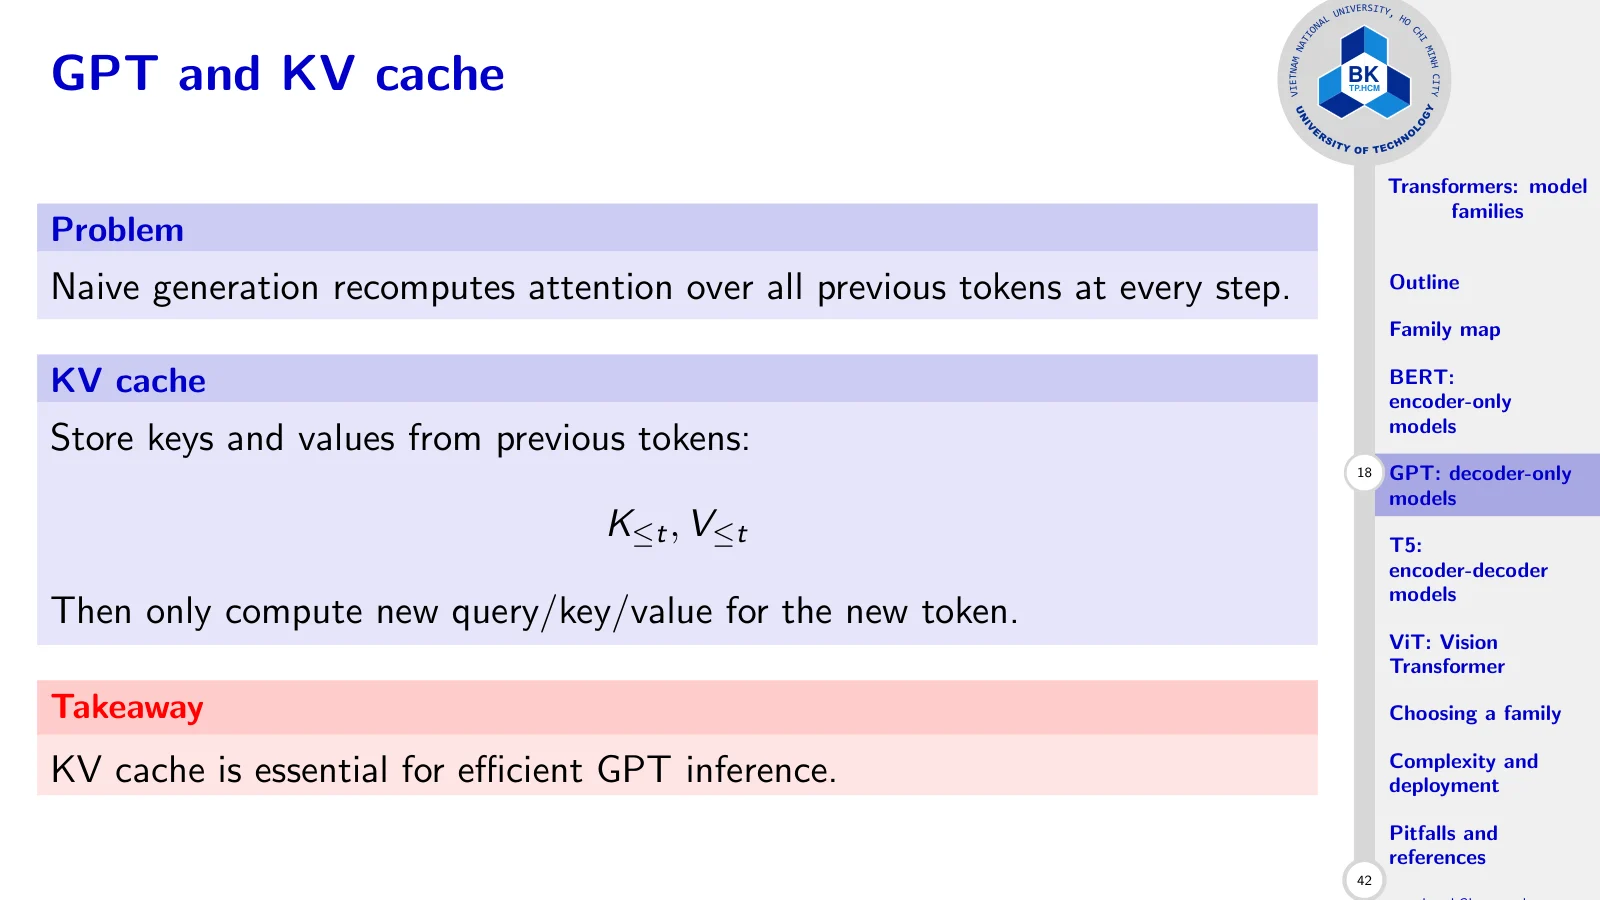 GPT and KV cache
Problem
Naive generation recomputes attention over all previous tokens at every step.
KV cache
Store keys and values from previous tokens:
K≤t, V≤t
Then only compute new query/key/value for the new token.
Takeaway
KV cache is essential for efficient GPT inference.
VIETNAM NATIONAL UNIVERSITY, HO CHI MINH CITY
BK
TP.HCM
UNIVERSITY OF TECHNOLOGY
Transformers: model
families
Outline
Family map
BERT:
encoder-only
models
18
GPT: decoder-only
models
T5:
encoder-decoder
models
ViT: Vision
Transformer
Choosing a family
Complexity and
deployment
Pitfalls and
references
42